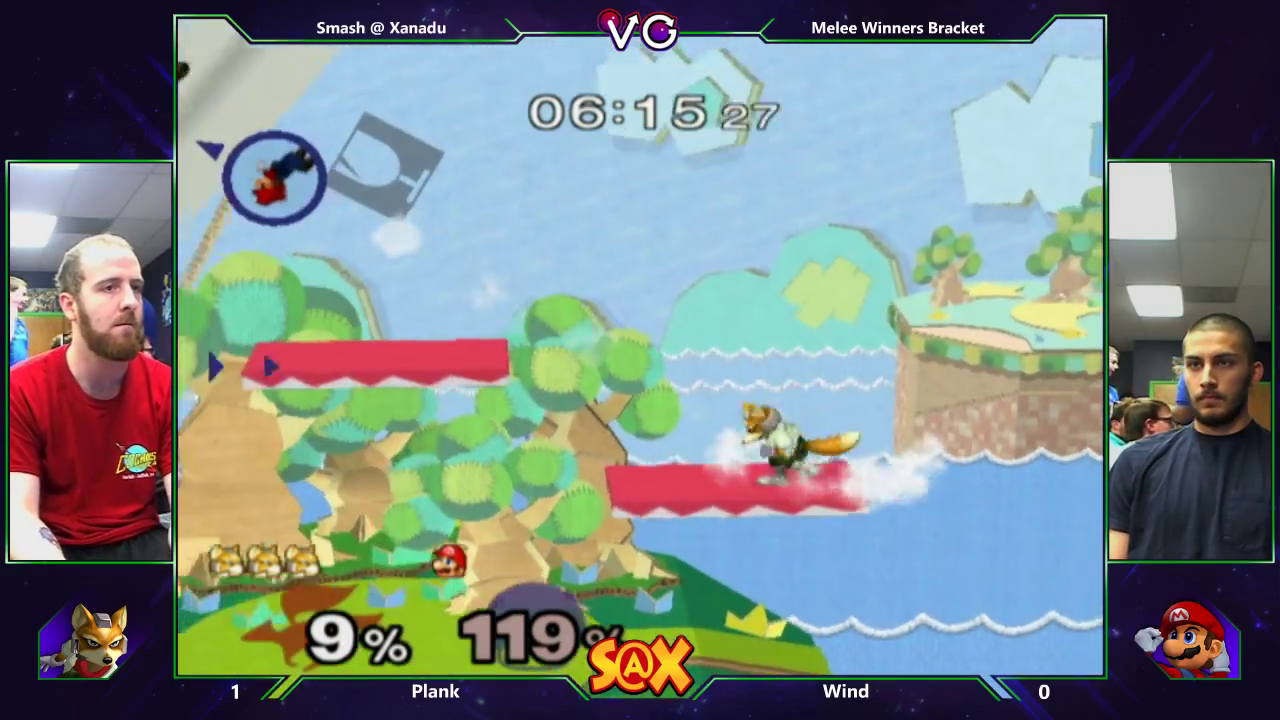 Smash @ Xanadu
VG
Melee Winners Bracket
06:15 27
9%
119%
S@X
1
Plank
Wind
0